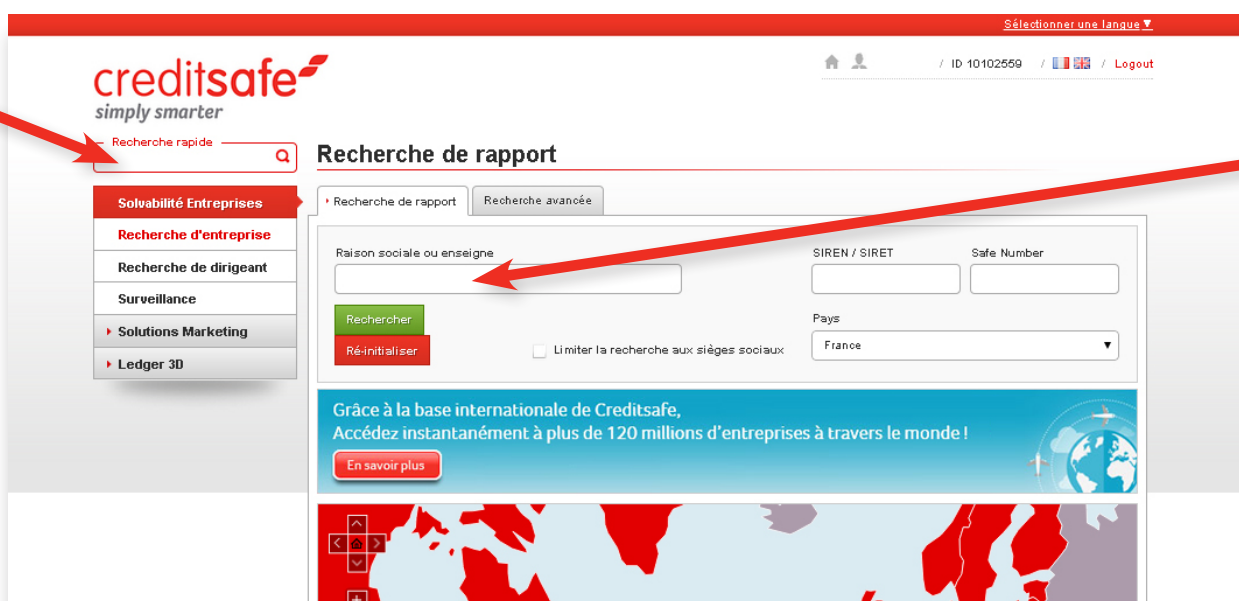 Sélectionner une langue ▼
creditsafe
simply smarter
/ ID 10102559 / / Logout
Recherche rapide
Recherche de rapport
Solvabilité Entreprises
Recherche d'entreprise
Recherche de dirigeant
Surveillance
Solutions Marketing
Ledger 3D
Recherche de rapport
Recherche avancée
Raison sociale ou enseigne
SIREN / SIRET
Safe Number
Rechercher
Ré-initialiser
Limiter la recherche aux sièges sociaux
Pays
France
Grâce à la base internationale de Creditsafe,
Accédez instantanément à plus de 120 millions d'entreprises à travers le monde !
En savoir plus